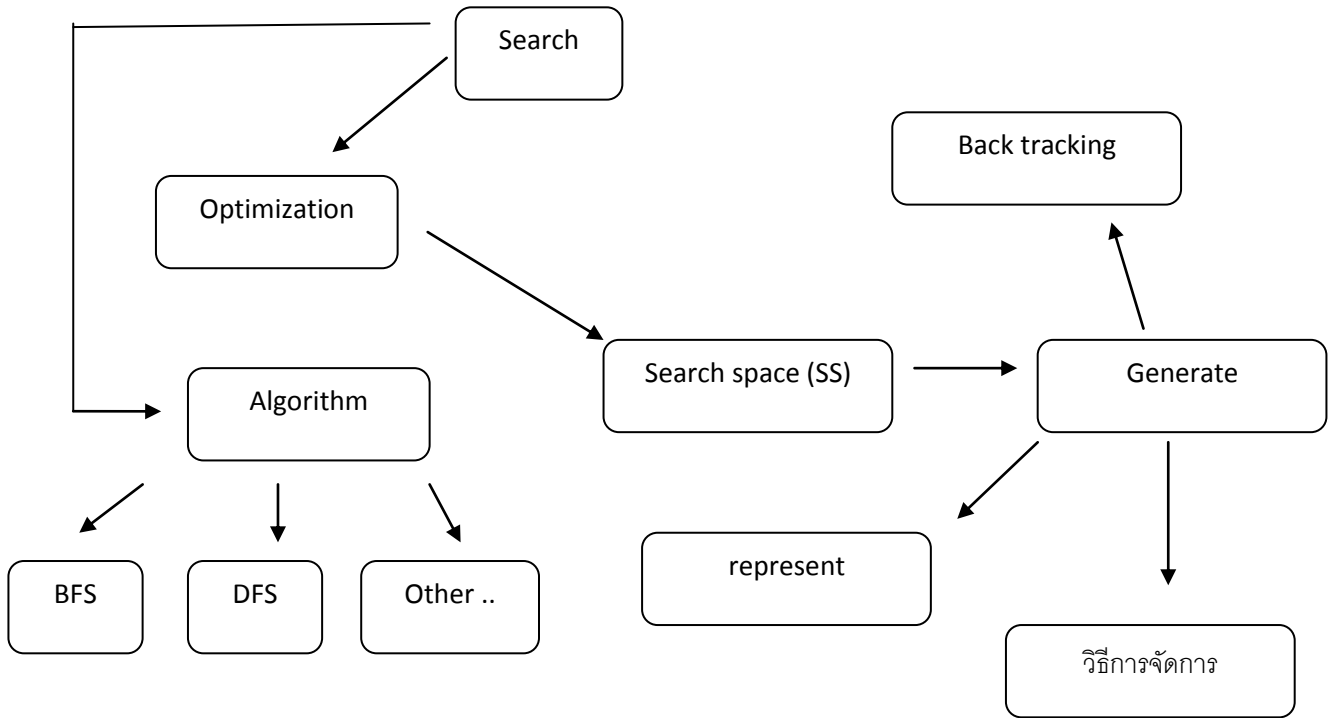 Search
Back tracking
Optimization
Search space (SS)
Generate
Algorithm
represent
BFS
DFS
Other ..
วิธีการจัดการ